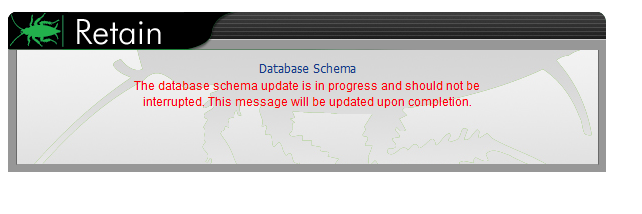 Retain
Database Schema
The database schema update is in progress and should not be
interrupted. This message will be updated upon completion.